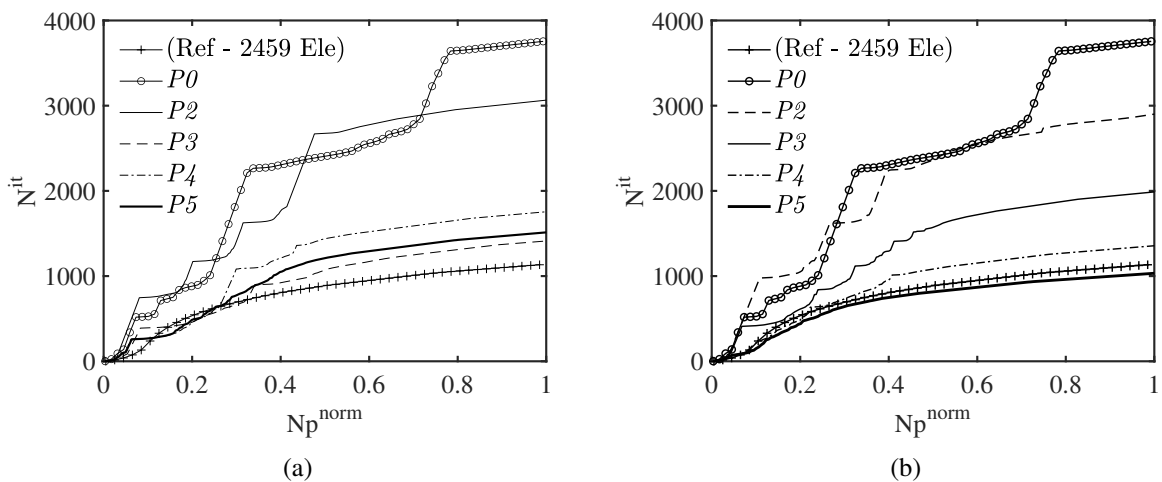 4000
3000
2000
1000
0
N^it
(Ref - 2459 Ele)
P0
P2
P3
P4
P5
0 0.2 0.4 0.6 0.8 1
Np^norm
(a)
4000
3000
2000
1000
0
N^it
(Ref - 2459 Ele)
P0
P2
P3
P4
P5
0 0.2 0.4 0.6 0.8 1
Np^norm
(b)